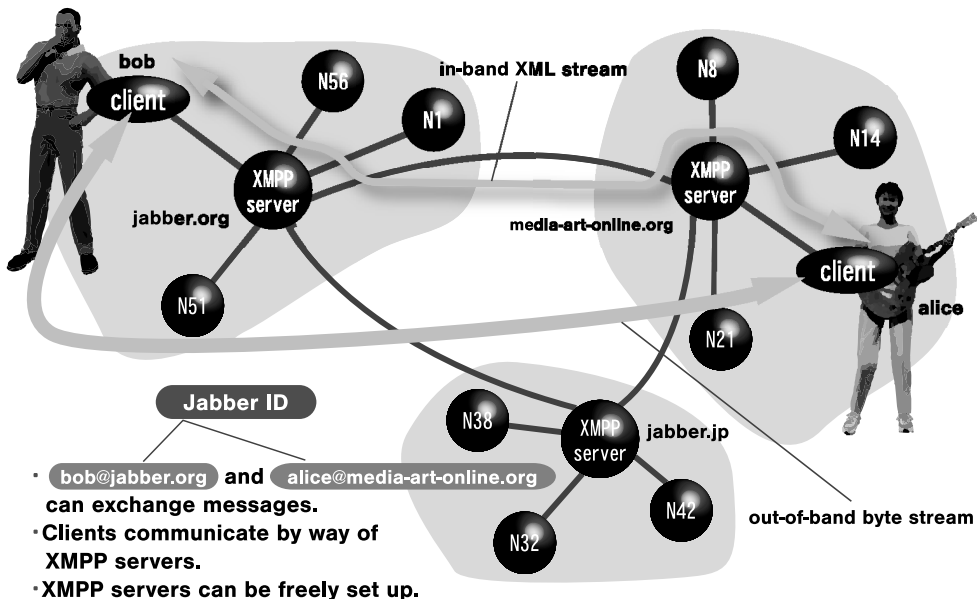 bob
client
N56
N1
in-band XML stream
N8
N14
XMPP
server
jabber.org
XMPP
server
media-art-online.org
client
alice
N51
N21
Jabber ID
N38
XMPP
server
jabber.jp
N32
N42
out-of-band byte stream
· bob@jabber.org and alice@media-art-online.org
can exchange messages.
· Clients communicate by way of
XMPP servers.
· XMPP servers can be freely set up.